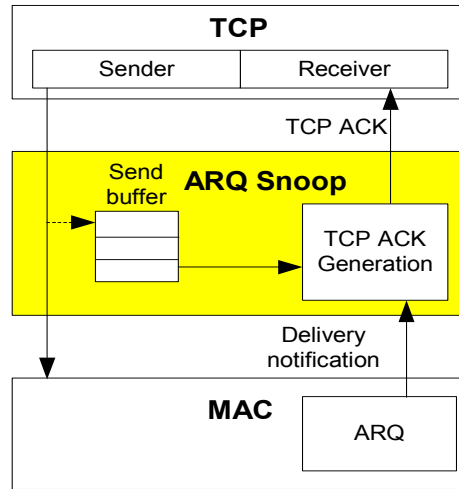 TCP
Sender Receiver
TCP ACK
Send
buffer
ARQ Snoop
TCP ACK
Generation
Delivery
notification
MAC
ARQ